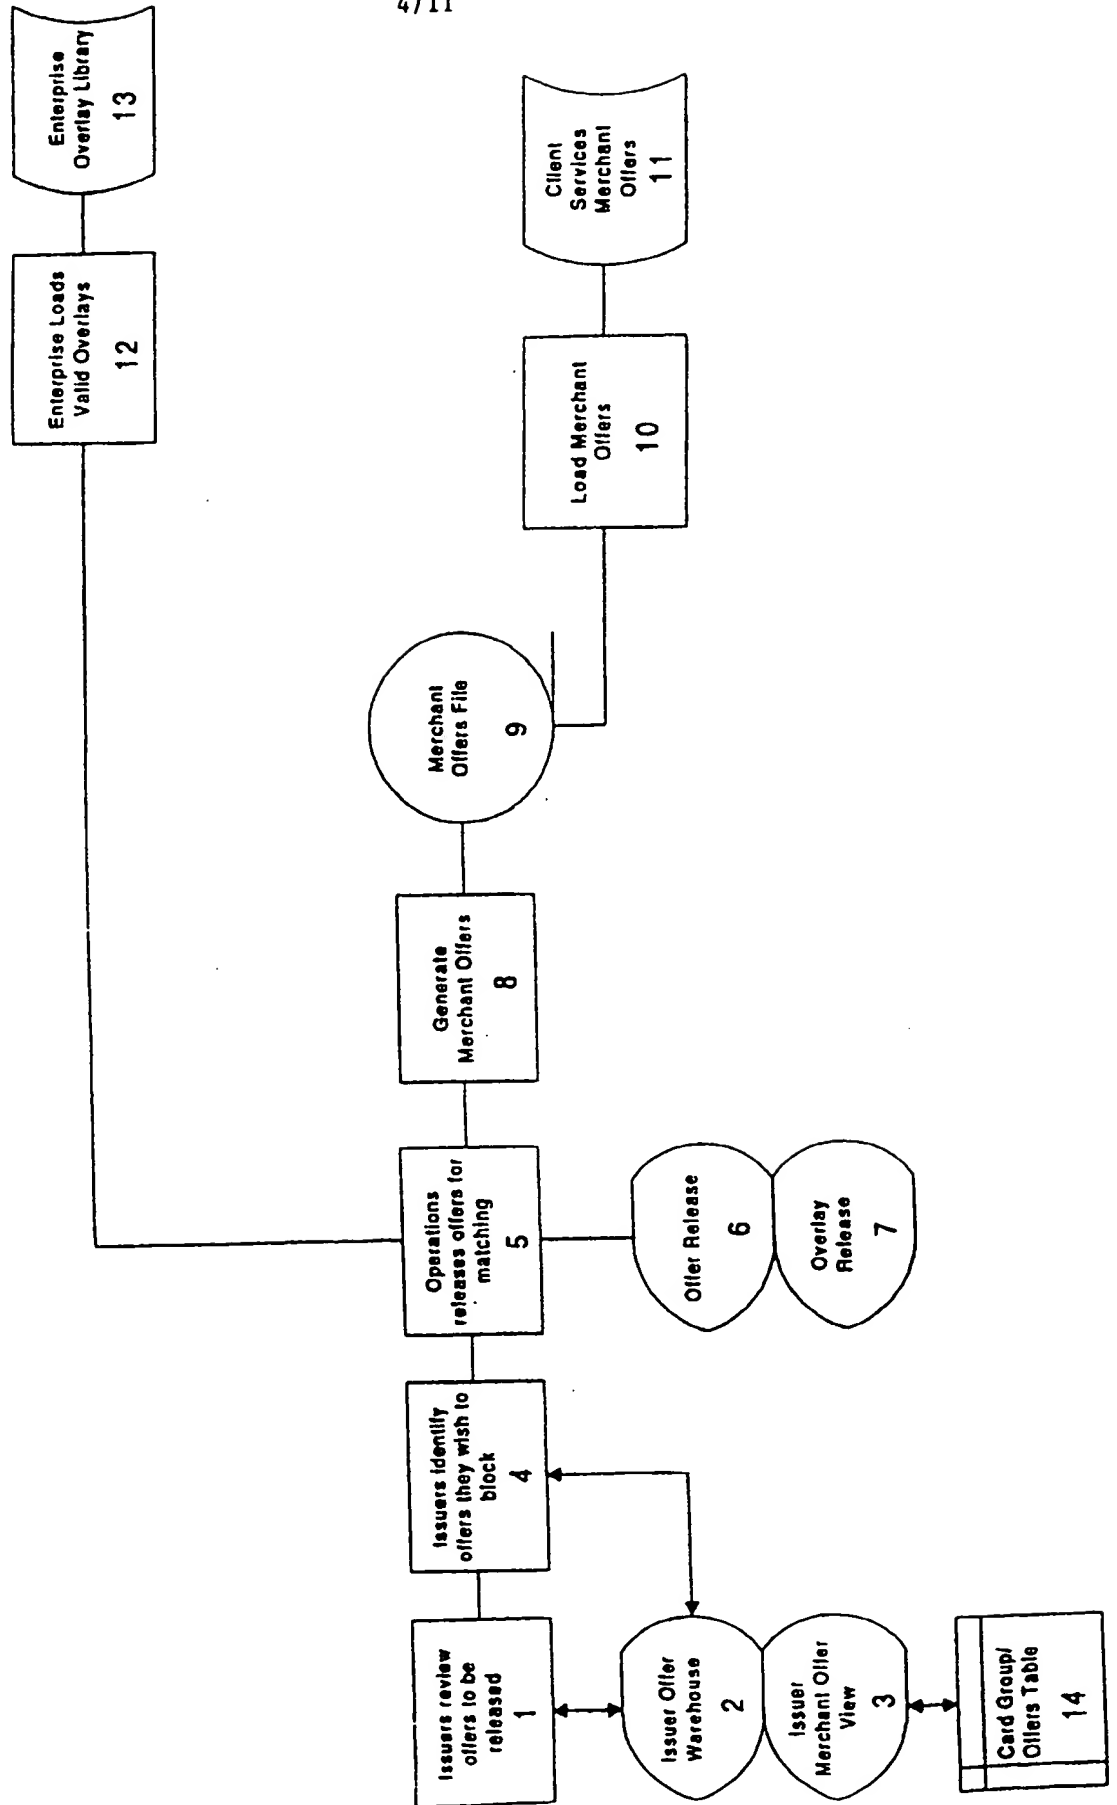 4/11
Enterprise
Overlay Library
13
Enterprise Loads
Valid Overlays
12
Client
Services
Merchant
Offers
11
Load Merchant
Offers
10
Merchant
Offers File
9
Generate
Merchant Offers
8
Operations
releases offers for
matching
5
Offer Release
6
Overlay
Release
7
Issuers identify
offers they wish to
block
4
Issuers review
offers to be
released
1
Issuer Offer
Warehouse
2
Issuer
Merchant Offer
View
3
Card Group/
Offers Table
14